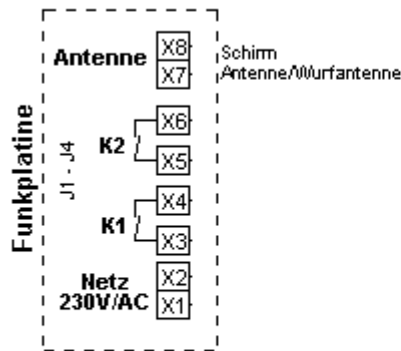 Antenne
X8
Schirm
X7
Antenne/Wurfantenne
Funkplatine
J1 - J4
K2
X6
X5
K1
X4
X3
Netz
230V/AC
X2
X1